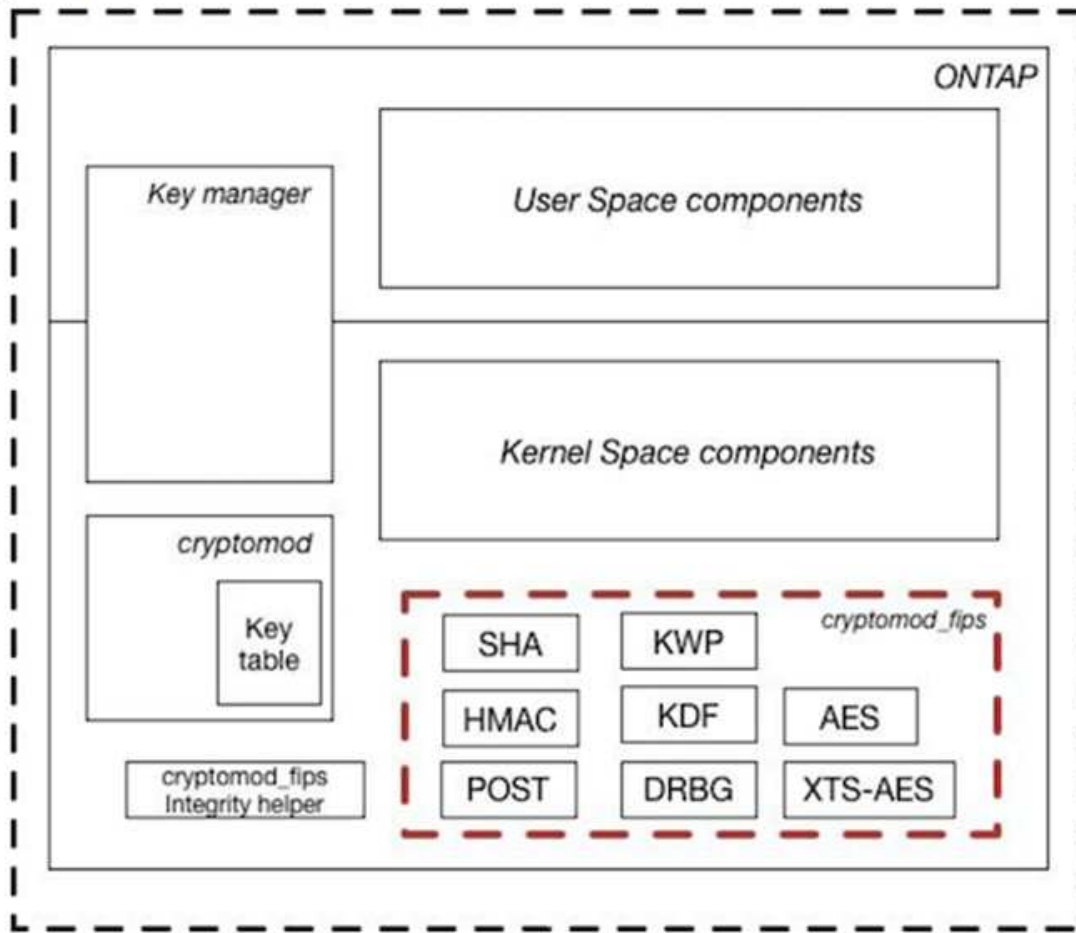 ONTAP
Key manager
User Space components
Kernel Space components
cryptomod
Key
table
cryptomod_fips
SHA
KWP
HMAC
KDF
AES
POST
DRBG
XTS-AES
cryptomod_fips
Integrity helper